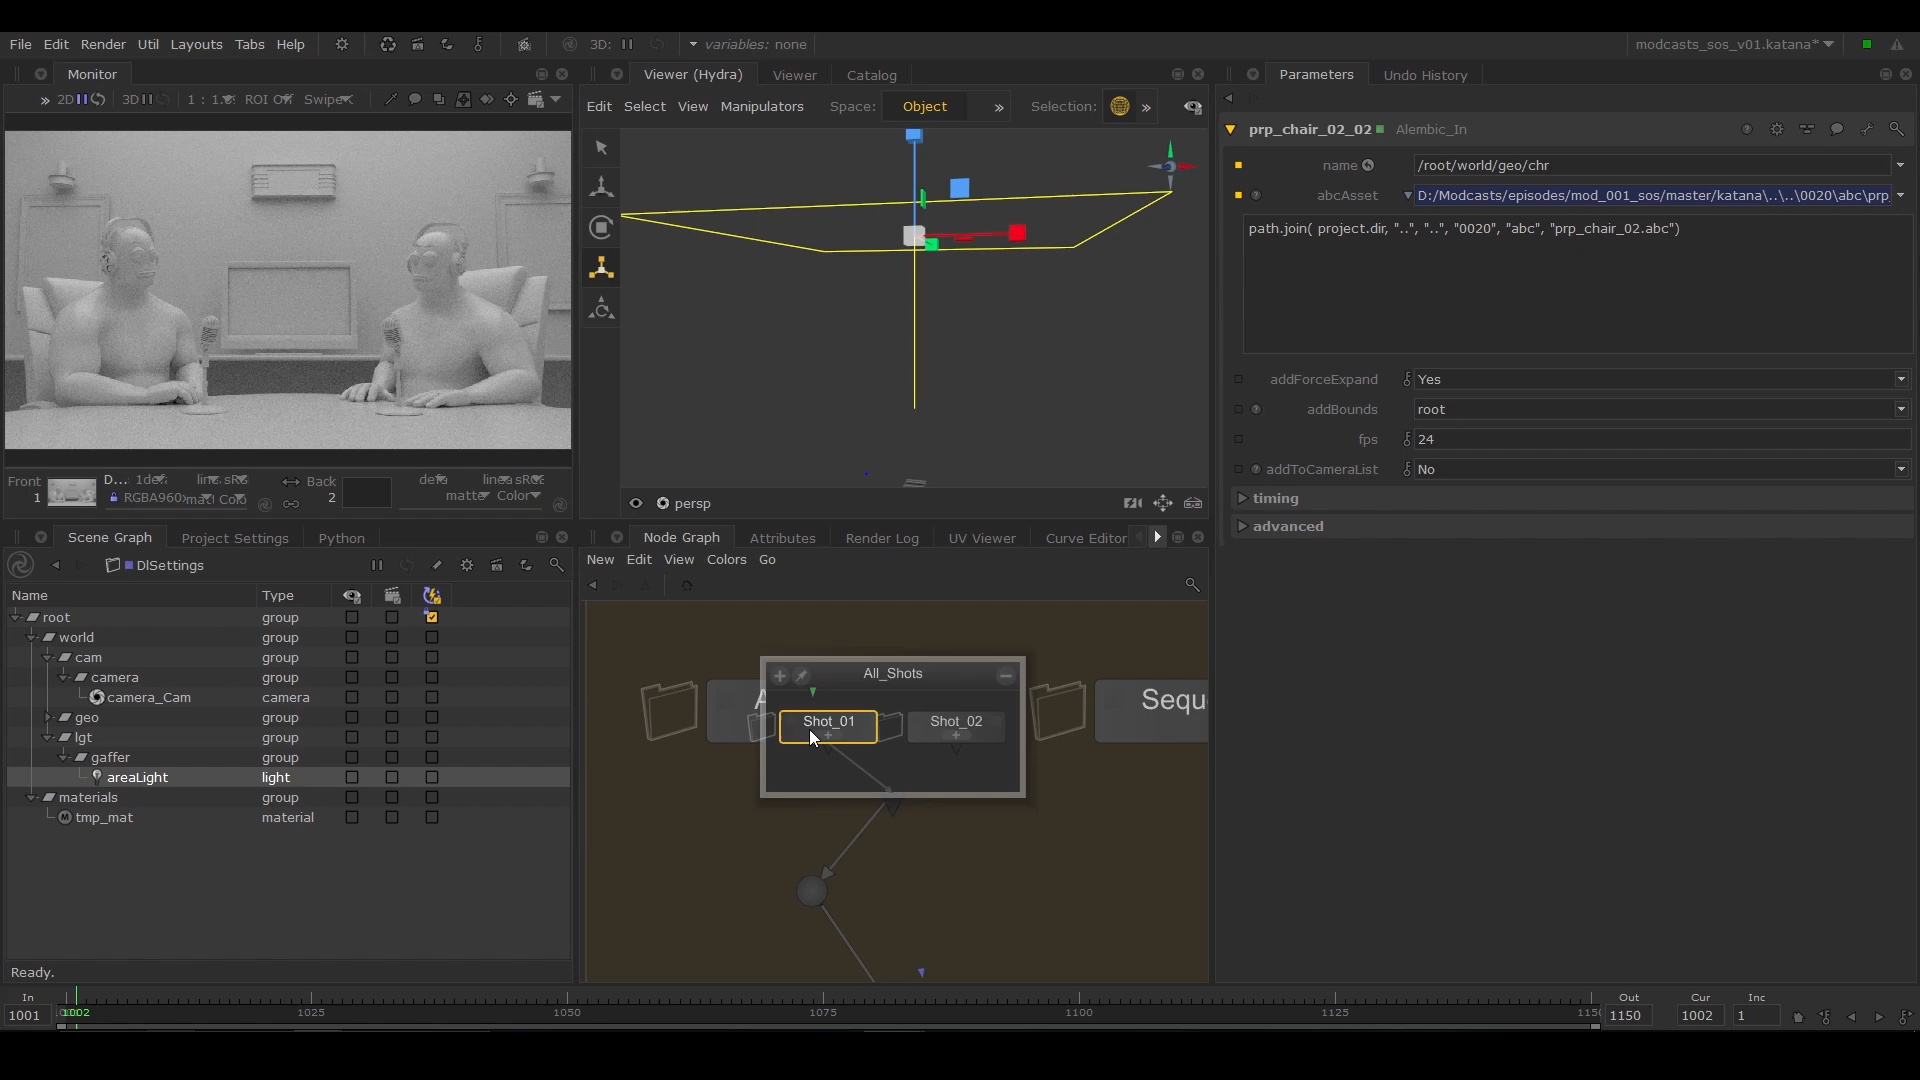 File Edit Render Util Layouts Tabs Help 3D: variables: none modcasts_sos_v01.katana*
Monitor
2D 3D ROI Off Swipe
Front D... 1 Back
1 RGBA960 2 matte Color
Viewer (Hydra) Viewer Catalog
Edit Select View Manipulators Space: Object » Selection: »
persp
Parameters Undo History
prp_chair_02_02 Alembic_In
name /root/world/geo/chr
abcAsset D:/Modcasts/episodes/mod_001_sos/master/katana\..\..\0020\abc\prp
path.join( project.dir, "..", "..", "0020", "abc", "prp_chair_02.abc")
addForceExpand Yes
addBounds root
fps 24
addToCameraList No
timing
advanced
Scene Graph Project Settings Python
DlSettings
Name Type
root group
world group
cam group
camera group
camera_Cam camera
geo group
lgt group
gaffer group
areaLight light
materials group
tmp_mat material
Ready.
Node Graph Attributes Render Log UV Viewer Curve Editor
New Edit View Colors Go
All_Shots
Shot_01 Shot_02
Sequ
In Out Cur Inc
1001 1002 1025 1050 1075 1100 1125 1150 1002 1